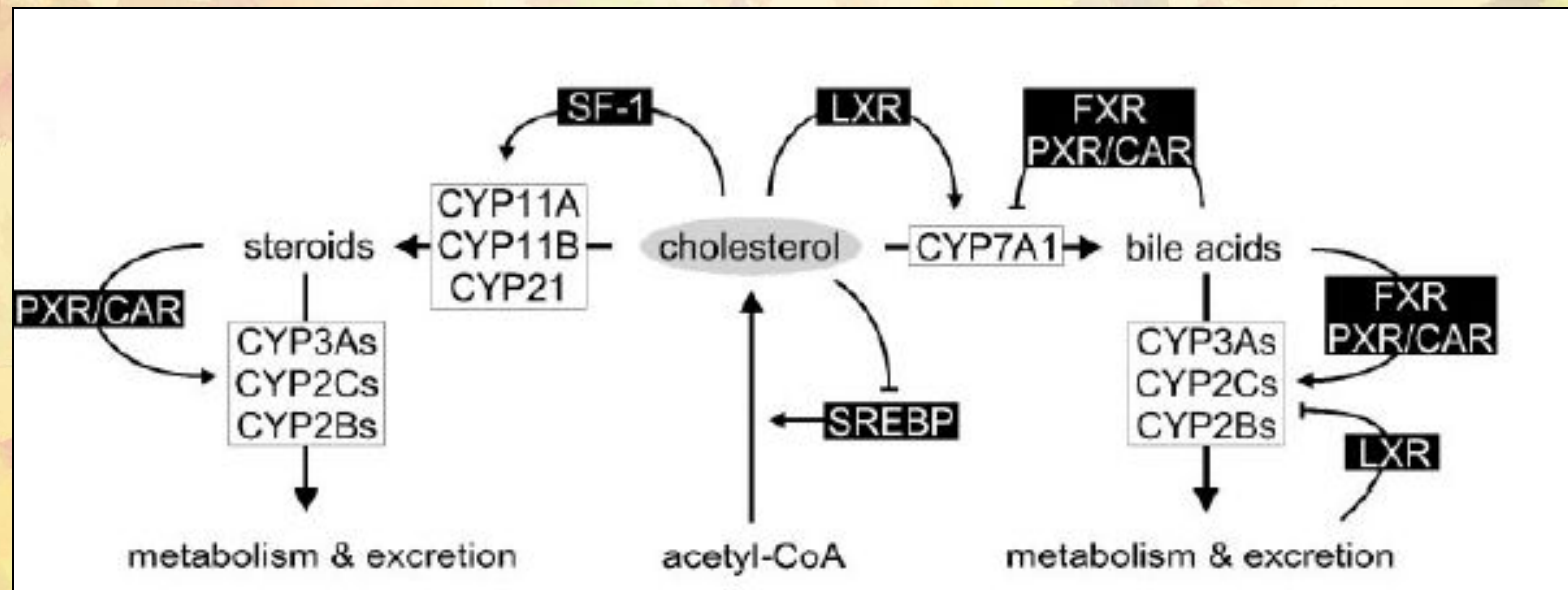 SF-1
LXR
FXR
PXR/CAR
CYP11A
CYP11B
CYP21
steroids
cholesterol
CYP7A1
bile acids
PXR/CAR
FXR
PXR/CAR
CYP3As
CYP2Cs
CYP2Bs
SREBP
CYP3As
CYP2Cs
CYP2Bs
LXR
metabolism & excretion
acetyl-CoA
metabolism & excretion